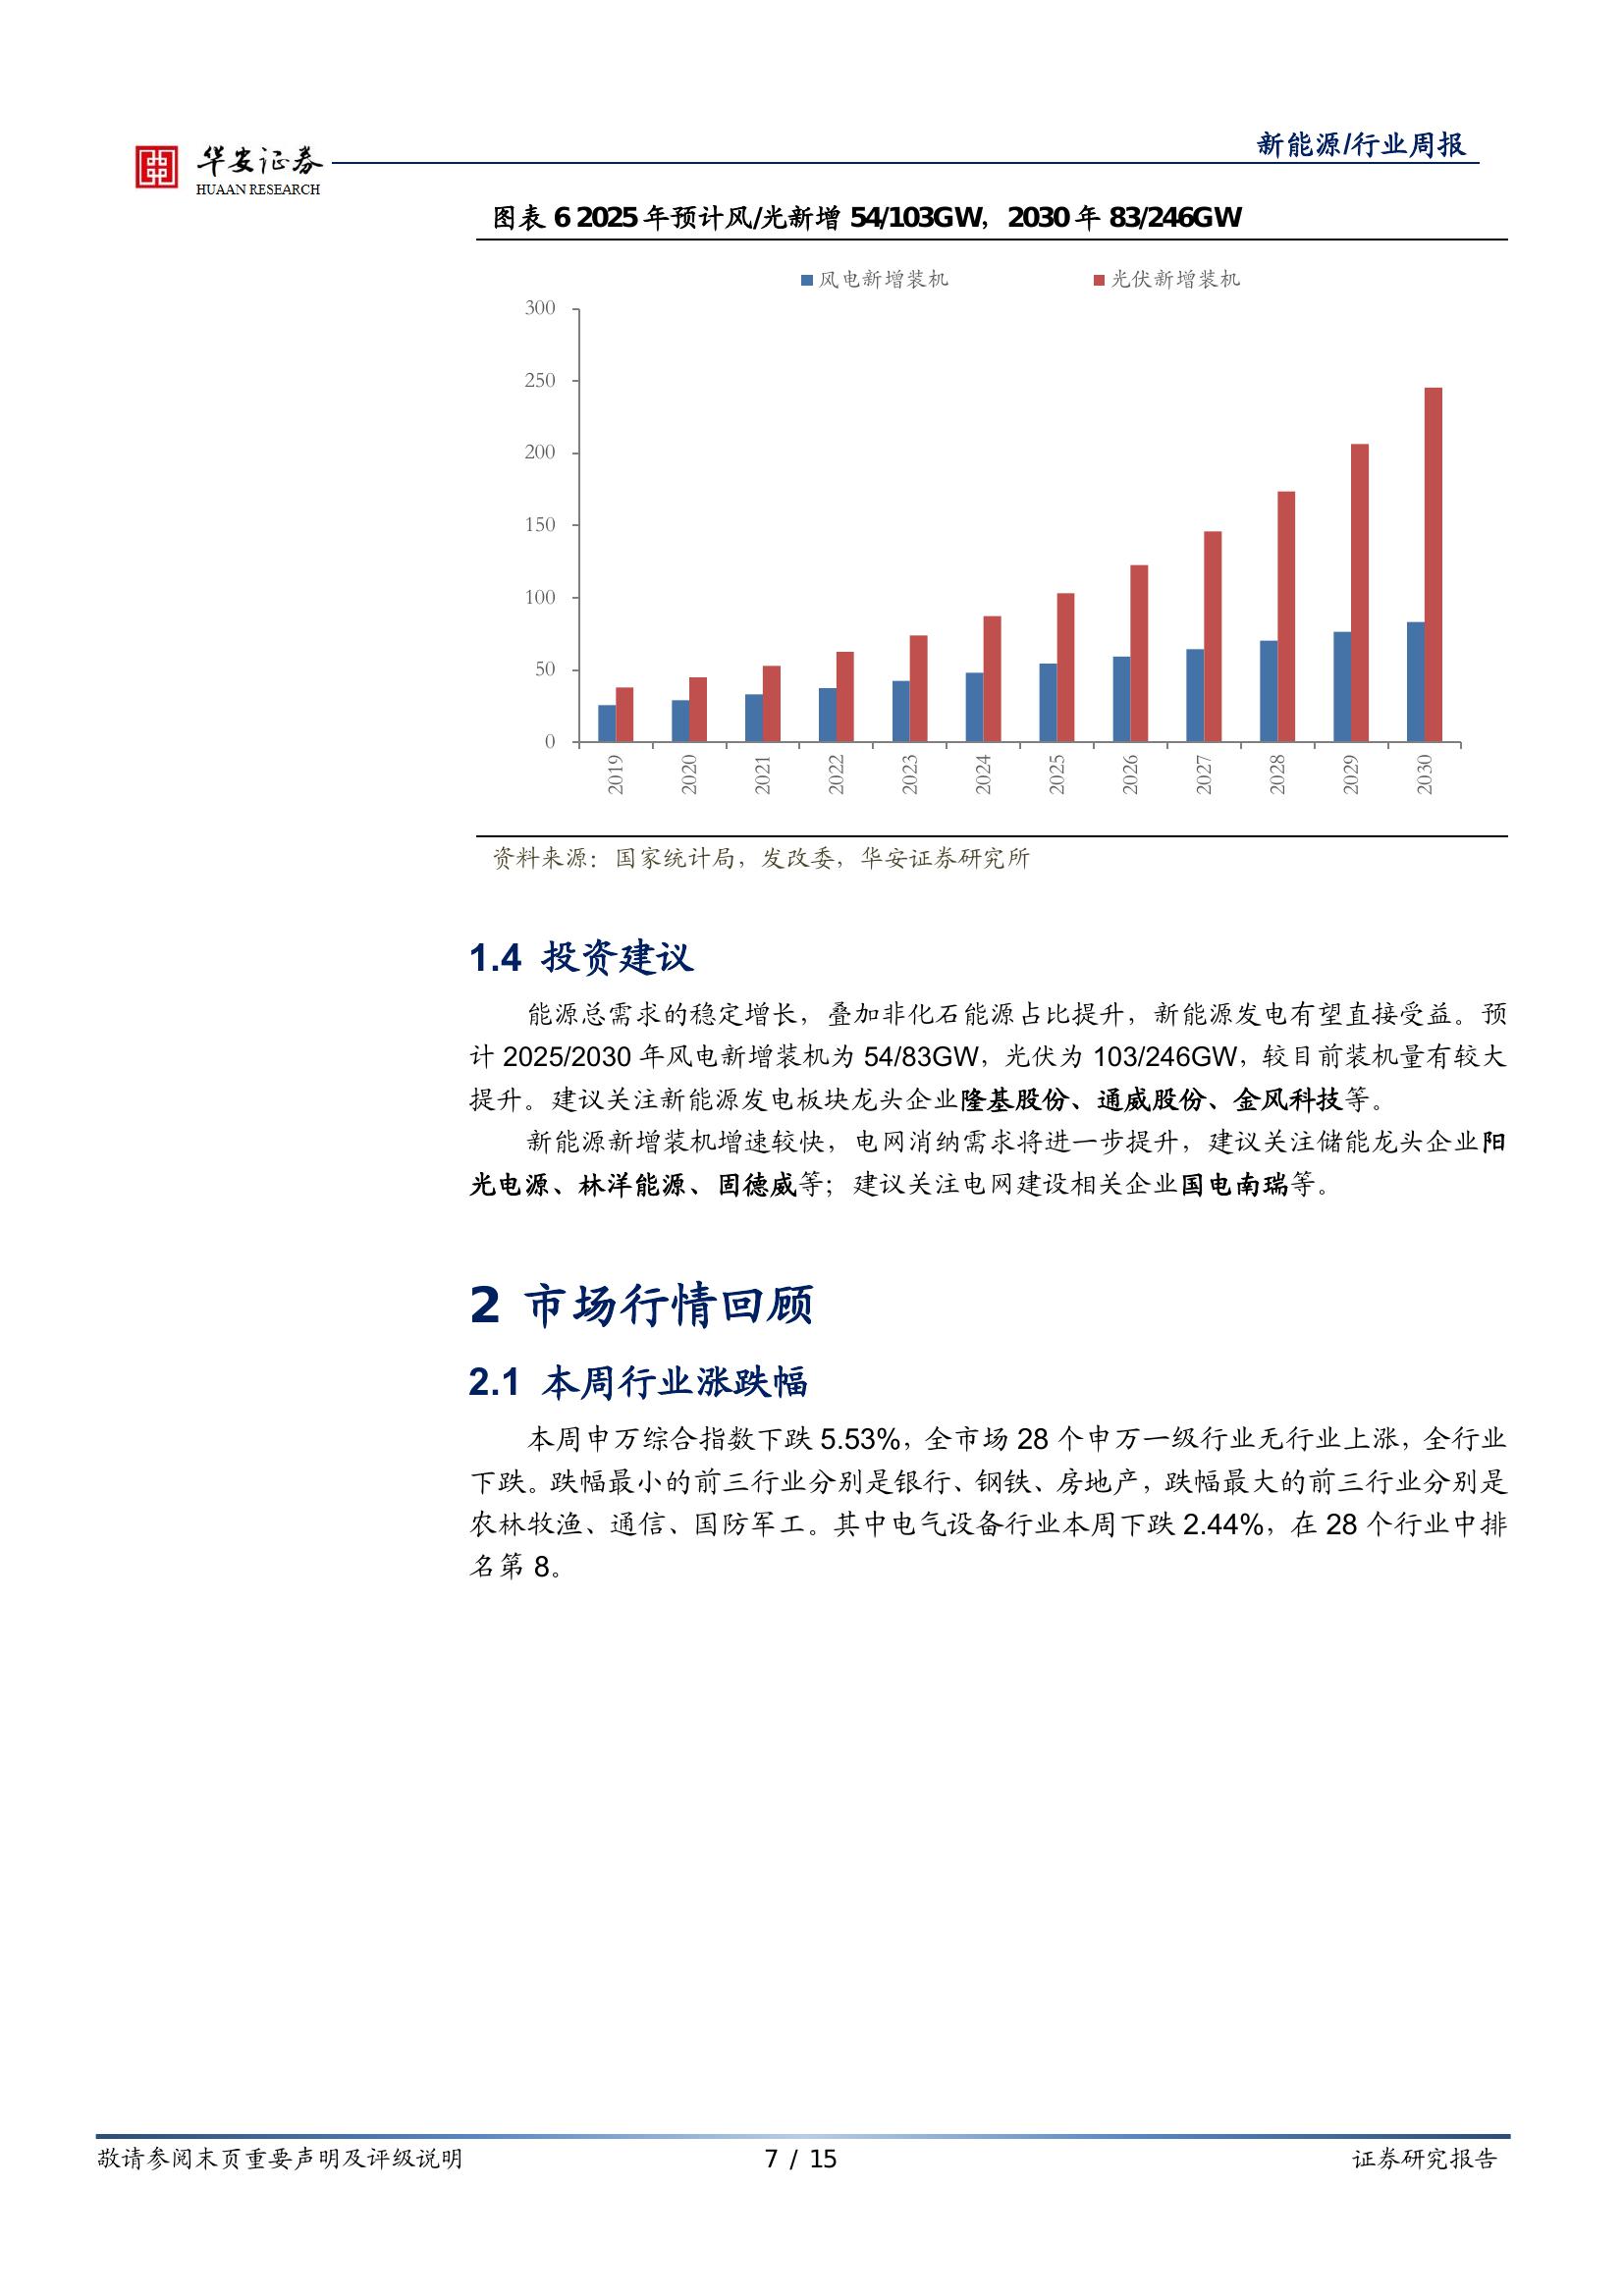 华安证券
HUAAN RESEARCH
新能源/行业周报
图表 6 2025 年预计风/光新增 54/103GW，2030 年 83/246GW
风电新增装机 光伏新增装机
300
250
200
150
100
50
0
2019 2020 2021 2022 2023 2024 2025 2026 2027 2028 2029 2030
资料来源：国家统计局，发改委，华安证券研究所
1.4 投资建议
能源总需求的稳定增长，叠加非化石能源占比提升，新能源发电有望直接受益。预
计 2025/2030 年风电新增装机为 54/83GW，光伏为 103/246GW，较目前装机量有较大
提升。建议关注新能源发电板块龙头企业隆基股份、通威股份、金风科技等。
新能源新增装机增速较快，电网消纳需求将进一步提升，建议关注储能龙头企业阳
光电源、林洋能源、固德威等；建议关注电网建设相关企业国电南瑞等。
2 市场行情回顾
2.1 本周行业涨跌幅
本周申万综合指数下跌 5.53%，全市场 28 个申万一级行业无行业上涨，全行业
下跌。跌幅最小的前三行业分别是银行、钢铁、房地产，跌幅最大的前三行业分别是
农林牧渔、通信、国防军工。其中电气设备行业本周下跌 2.44%，在 28 个行业中排
名第 8。
敬请参阅末页重要声明及评级说明 7 / 15 证券研究报告